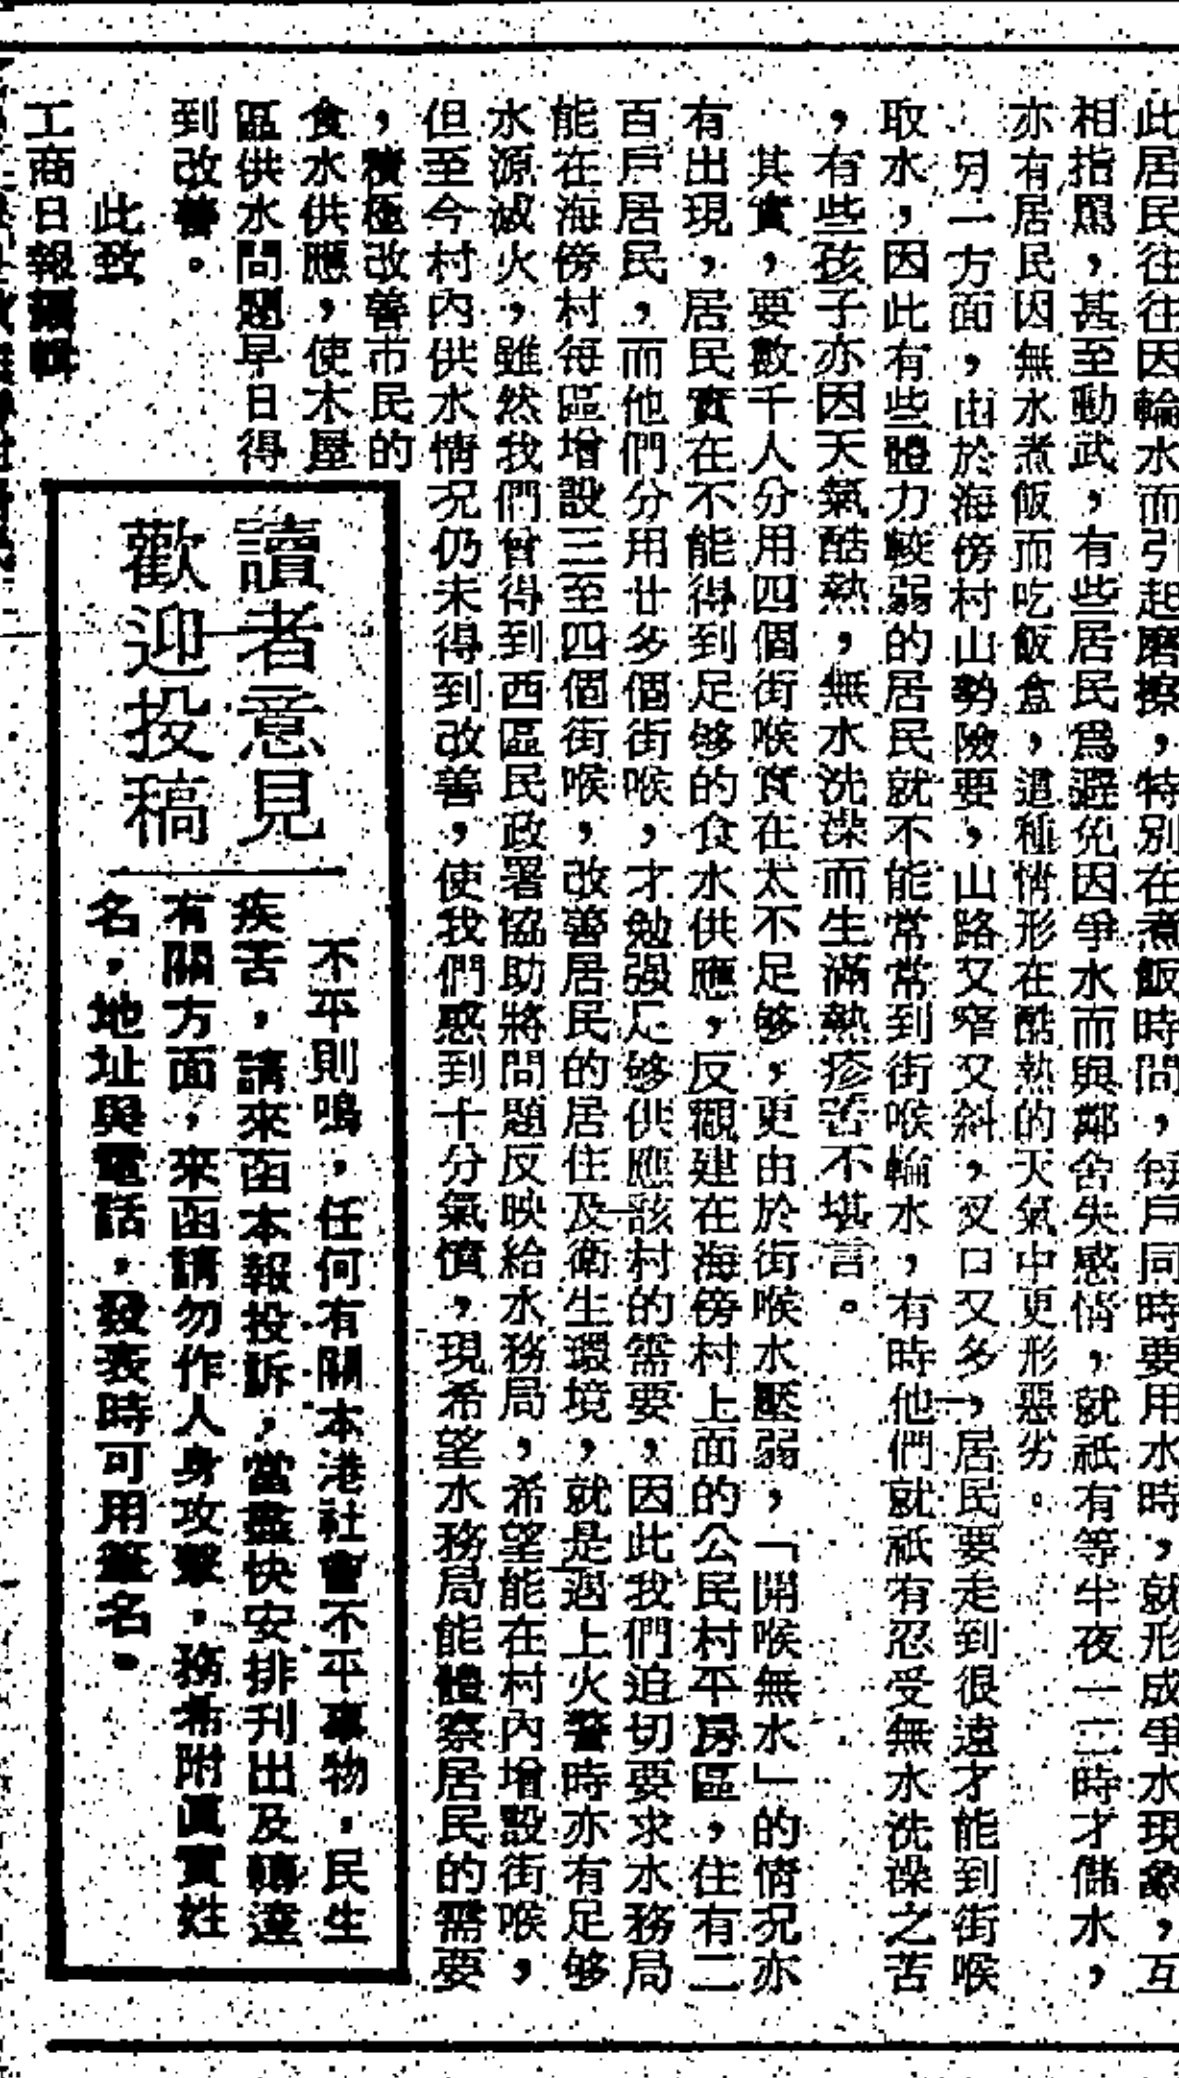 此居民往往因輪水而引起磨擦，特別在煮飯時間，每戶同時要用水時，就形成爭水現象，互
相指罵，甚至動武，有些居民爲避免因爭水而與鄰舍失感情，就祇有等半夜一二時才儲水，
亦有居民因無水煮飯而吃飯盒，這種情形在酷熱的天氣中更形惡劣。
另一方面，由於海傍村山勢險要，山路又窄又斜，叉口又多，居民要走到很遠才能到街喉
取水，因此有些體力較弱的居民就不能常常到街喉輪水，有時他們就祇有忍受無水洗澡之苦
，有些孩子亦因天氣酷熱，無水洗澡而生滿熱疹苦不堪言。
其實，要數千人分用四個街喉實在太不足够，更由於街喉水壓弱，「開喉無水」的情况亦
有出現，居民實在不能得到足够的食水供應，反觀建在海傍村上面的公民村平房區，住有二
百戶居民，而他們分用廿多個街喉，才勉强足够供應該村的需要，因此我們迫切要求水務局
能在海傍村每區增設三至四個街喉，改善居民的居住及衛生環境，就是遇上火警時亦有足够
水源滅火，雖然我們曾得到西區民政署協助將問題反映給水務局，希望能在村內增設街喉，
但至今村內供水情况仍未得到改善，使我們感到十分氣憤，現希望水務局能體察居民的需要
，積極改善市民的
食水供應，使木屋
區供水問題早日得
到改善。
此致
工商日報編輯
讀者意見
歡迎投稿
不平則鳴，任何有關本港社會不平事物，民生
疾苦，請來函本報投訴，當盡快安排刊出及轉達
有關方面，來函請勿作人身攻擊，務希附眞實姓
名，地址與電話，發表時可用筆名。